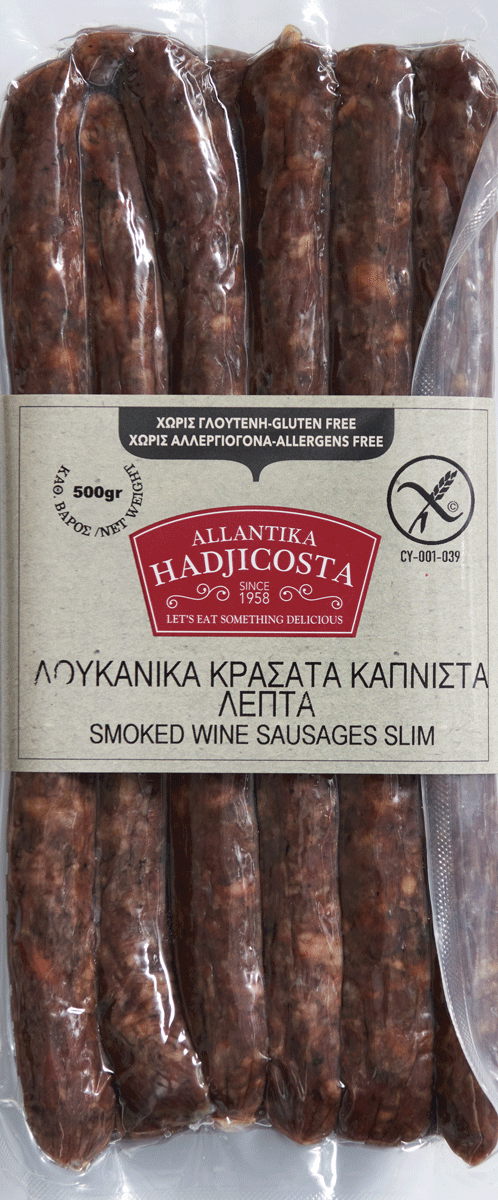 ΧΩΡΙΣ ΓΛΟΥΤΕΝΗ-GLUTEN FREE
ΧΩΡΙΣ ΑΛΛΕΡΓΙΟΓΟΝΑ-ALLERGENS FREE
500gr
ΚΑΘ. ΒΑΡΟΣ /NET WEIGHT
©
CY-001-039
ALLANTIKA
HADJICOSTA
SINCE
1958
LET'S EAT SOMETHING DELICIOUS
ΛΟΥΚΑΝΙΚΑ ΚΡΑΣΑΤΑ ΚΑΠΝΙΣΤΑ
ΛΕΠΤΑ
SMOKED WINE SAUSAGES SLIM